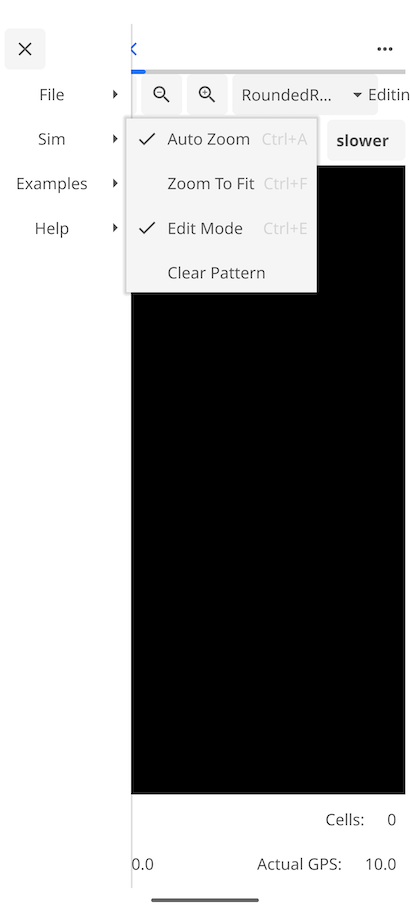 RoundedR... Editin
File
Sim
Examples
Help
Auto Zoom Ctrl+A
Zoom To Fit Ctrl+F
Edit Mode Ctrl+E
Clear Pattern
slower
Cells: 0
0.0 Actual GPS: 10.0